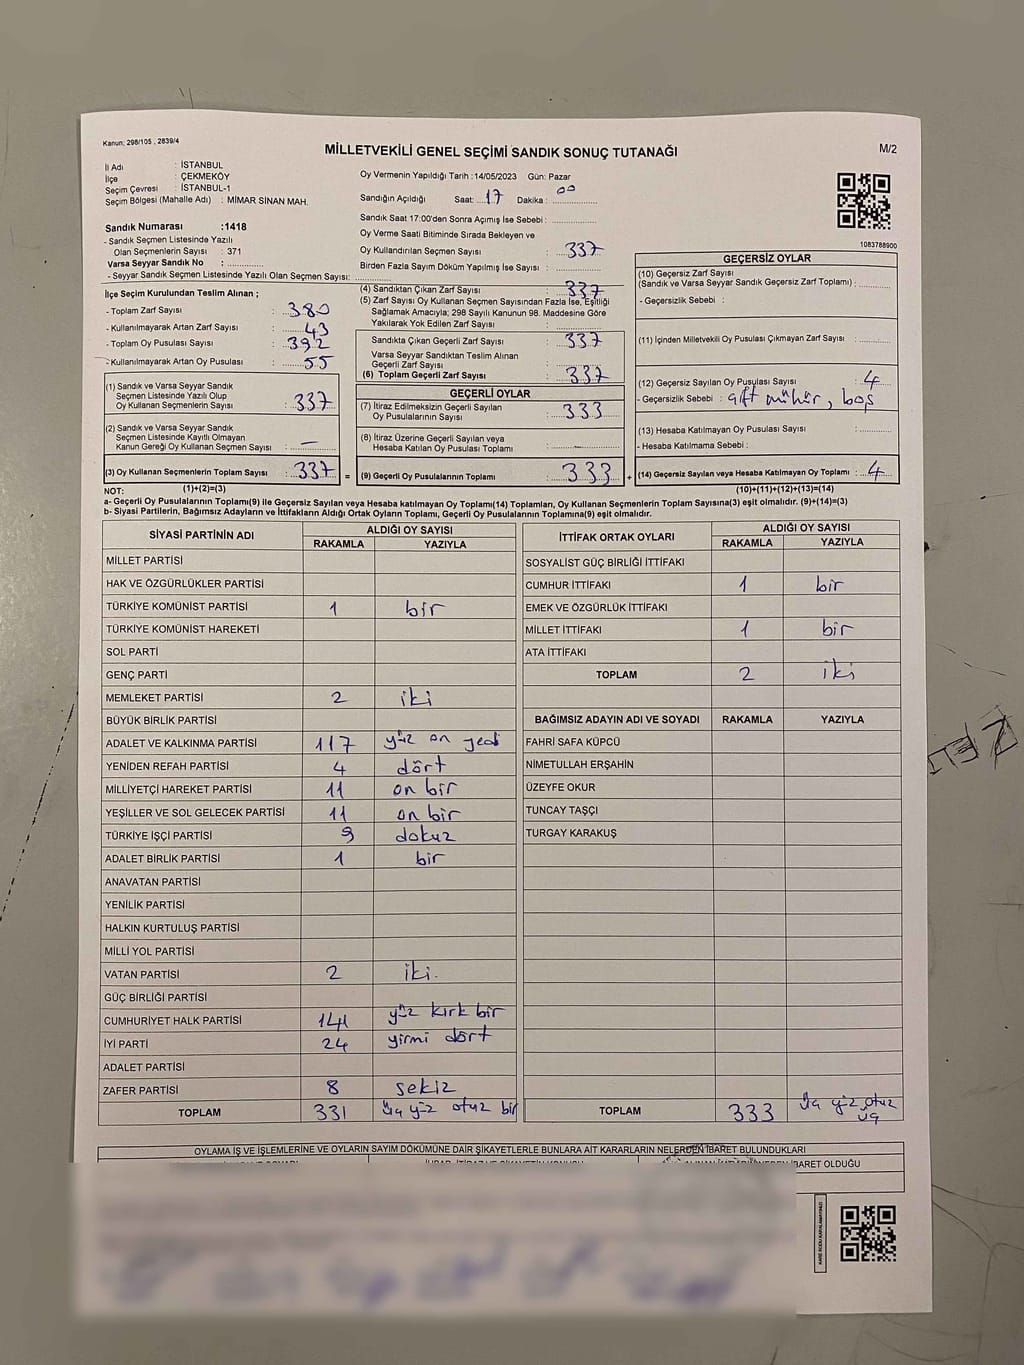 Kanun; 298/105 , 2839/4
MİLLETVEKİLİ GENEL SEÇİMİ SANDIK SONUÇ TUTANAĞI
M/2
İl Adı : İSTANBUL
İlçe : ÇEKMEKÖY
Seçim Çevresi : İSTANBUL-1
Seçim Bölgesi (Mahalle Adı) : MİMAR SİNAN MAH.
Sandık Numarası :1418
- Sandık Seçmen Listesinde Yazılı
Olan Seçmenlerin Sayısı : 371
Varsa Seyyar Sandık No :
- Seyyar Sandık Seçmen Listesinde Yazılı Olan Seçmen Sayısı:
Oy Vermenin Yapıldığı Tarih :14/05/2023 Gün: Pazar
Sandığın Açıldığı Saat: 17 Dakika : 00
Sandık Saat 17:00'den Sonra Açımış İse Sebebi :
Oy Verme Saati Bitiminde Sırada Bekleyen ve
Oy Kullandırılan Seçmen Sayısı : 337
Birden Fazla Sayım Döküm Yapılmış İse Sayısı :
1083788900
İlçe Seçim Kurulundan Teslim Alınan ;
- Toplam Zarf Sayısı : 380
- Kullanılmayarak Artan Zarf Sayısı : 43
- Toplam Oy Pusulası Sayısı : 392
- Kullanılmayarak Artan Oy Pusulası : 55
(1) Sandık ve Varsa Seyyar Sandık
Seçmen Listesinde Yazılı Olup
Oy Kullanan Seçmenlerin Sayısı : 337
(2) Sandık ve Varsa Seyyar Sandık
Seçmen Listesinde Kayıtlı Olmayan
Kanun Gereği Oy Kullanan Seçmen Sayısı : —
(3) Oy Kullanan Seçmenlerin Toplam Sayısı : 337 =
(4) Sandıktan Çıkan Zarf Sayısı : 337
(5) Zarf Sayısı Oy Kullanan Seçmen Sayısından Fazla İse, Eşitliği
Sağlamak Amacıyla; 298 Sayılı Kanunun 98. Maddesine Göre
Yakılarak Yok Edilen Zarf Sayısı :
Sandıkta Çıkan Geçerli Zarf Sayısı : 337
Varsa Seyyar Sandıktan Teslim Alınan
Geçerli Zarf Sayısı :
(6) Toplam Geçerli Zarf Sayısı : 337
GEÇERLİ OYLAR
(7) İtiraz Edilmeksizin Geçerli Sayılan
Oy Pusulalarının Sayısı : 333
(8) İtiraz Üzerine Geçerli Sayılan veya
Hesaba Katılan Oy Pusulası Toplamı :
(9) Geçerli Oy Pusulalarının Toplamı : 333 +
GEÇERSİZ OYLAR
(10) Geçersiz Zarf Sayısı
(Sandık ve Varsa Seyyar Sandık Geçersiz Zarf Toplamı) :
- Geçersizlik Sebebi :
(11) İçinden Milletvekili Oy Pusulası Çıkmayan Zarf Sayısı :
(12) Geçersiz Sayılan Oy Pusulası Sayısı : 4
- Geçersizlik Sebebi : çift mühür, boş
(13) Hesaba Katılmayan Oy Pusulası Sayısı :
- Hesaba Katılmama Sebebi :
(14) Geçersiz Sayılan veya Hesaba Katılmayan Oy Toplamı : 4
NOT: (1)+(2)=(3) (10)+(11)+(12)+(13)=(14)
a- Geçerli Oy Pusulalarının Toplamı(9) ile Geçersiz Sayılan veya Hesaba katılmayan Oy Toplamı(14) Toplamları, Oy Kullanan Seçmenlerin Toplam Sayısına(3) eşit olmalıdır. (9)+(14)=(3)
b- Siyasi Partilerin, Bağımsız Adayların ve İttifakların Aldığı Ortak Oyların Toplamı, Geçerli Oy Pusulalarının Toplamına(9) eşit olmalıdır.
SİYASİ PARTİNİN ADI ALDIĞI OY SAYISI
RAKAMLA YAZIYLA
MİLLET PARTİSİ
HAK VE ÖZGÜRLÜKLER PARTİSİ
TÜRKİYE KOMÜNİST PARTİSİ 1 bir
TÜRKİYE KOMÜNİST HAREKETİ
SOL PARTİ
GENÇ PARTİ
MEMLEKET PARTİSİ 2 iki
BÜYÜK BİRLİK PARTİSİ
ADALET VE KALKINMA PARTİSİ 117 yüz on yedi
YENİDEN REFAH PARTİSİ 4 dört
MİLLİYETÇİ HAREKET PARTİSİ 11 on bir
YEŞİLLER VE SOL GELECEK PARTİSİ 11 on bir
TÜRKİYE İŞÇİ PARTİSİ 9 dokuz
ADALET BİRLİK PARTİSİ 1 bir
ANAVATAN PARTİSİ
YENİLİK PARTİSİ
HALKIN KURTULUŞ PARTİSİ
MİLLİ YOL PARTİSİ
VATAN PARTİSİ 2 iki.
GÜÇ BİRLİĞİ PARTİSİ
CUMHURİYET HALK PARTİSİ 141 yüz kırk bir
İYİ PARTİ 24 yirmi dört
ADALET PARTİSİ
ZAFER PARTİSİ 8 sekiz
TOPLAM 331 üç yüz otuz bir
İTTİFAK ORTAK OYLARI ALDIĞI OY SAYISI
RAKAMLA YAZIYLA
SOSYALİST GÜÇ BİRLİĞİ İTTİFAKI
CUMHUR İTTİFAKI 1 bir
EMEK VE ÖZGÜRLÜK İTTİFAKI
MİLLET İTTİFAKI 1 bir
ATA İTTİFAKI
TOPLAM 2 iki
BAĞIMSIZ ADAYIN ADI VE SOYADI RAKAMLA YAZIYLA
FAHRİ SAFA KÜPCÜ
NİMETULLAH ERŞAHİN
ÜZEYFE OKUR
TUNCAY TAŞÇI
TURGAY KARAKUŞ
TOPLAM 333 üç yüz otuz
üç
OYLAMA İŞ VE İŞLEMLERİNE VE OYLARIN SAYIM DÖKÜMÜNE DAİR ŞİKAYETLERLE BUNLARA AİT KARARLARIN NELERDEN İBARET BULUNDUKLARI
İBARET OLDUĞU